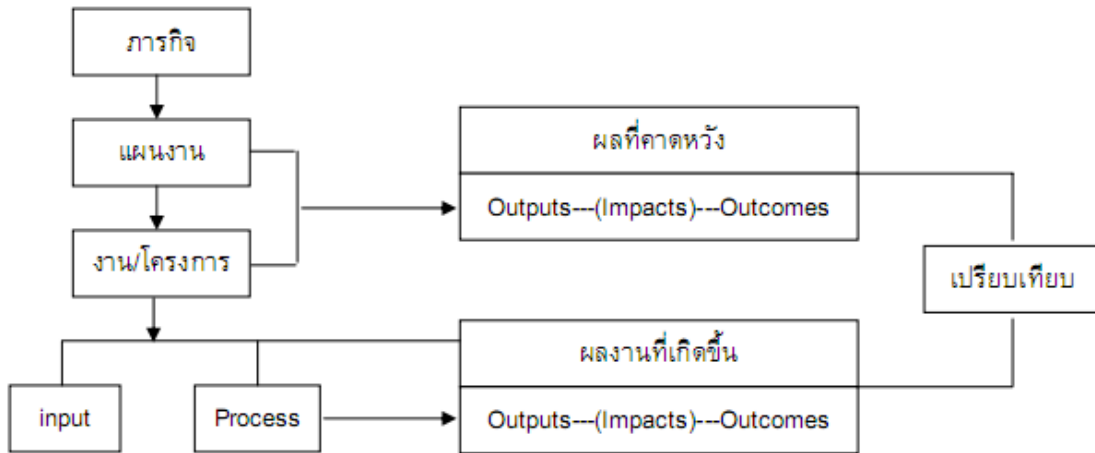 ภารกิจ
แผนงาน
งาน/โครงการ
ผลที่คาดหวัง
Outputs---(Impacts)---Outcomes
เปรียบเทียบ
ผลงานที่เกิดขึ้น
Outputs---(Impacts)---Outcomes
input
Process